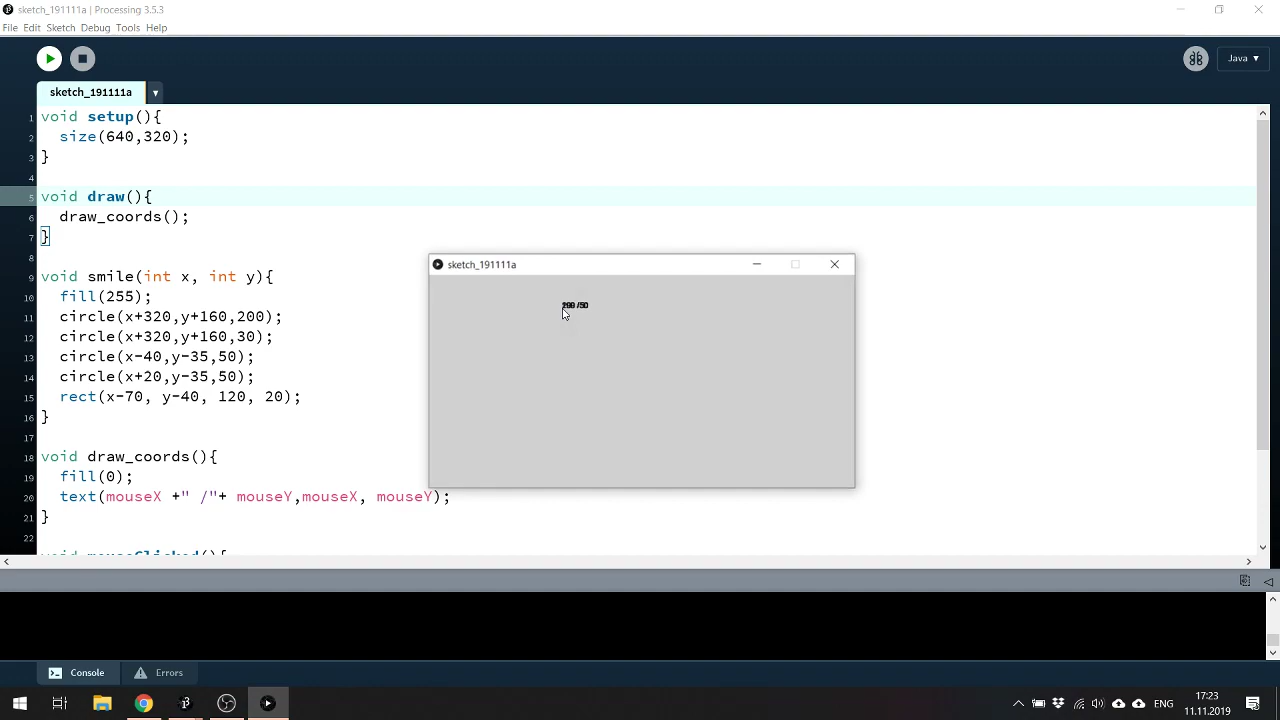 sketch_191111a | Processing 3.5.3
File Edit Sketch Debug Tools Help
Java ▼
sketch_191111a ▼
1 void setup(){
2 size(640,320);
3 }
4
5 void draw(){
6 draw_coords();
7 }
8
9 void smile(int x, int y){
10 fill(255);
11 circle(x+320,y+160,200);
12 circle(x+320,y+160,30);
13 circle(x-40,y-35,50);
14 circle(x+20,y-35,50);
15 rect(x-70, y-40, 120, 20);
16 }
17
18 void draw_coords(){
19 fill(0);
20 text(mouseX +" /"+ mouseY,mouseX, mouseY);
21 }
22
void mouseClicked(){
sketch_191111a
/50
Console
Errors
ENG
17:23
11.11.2019